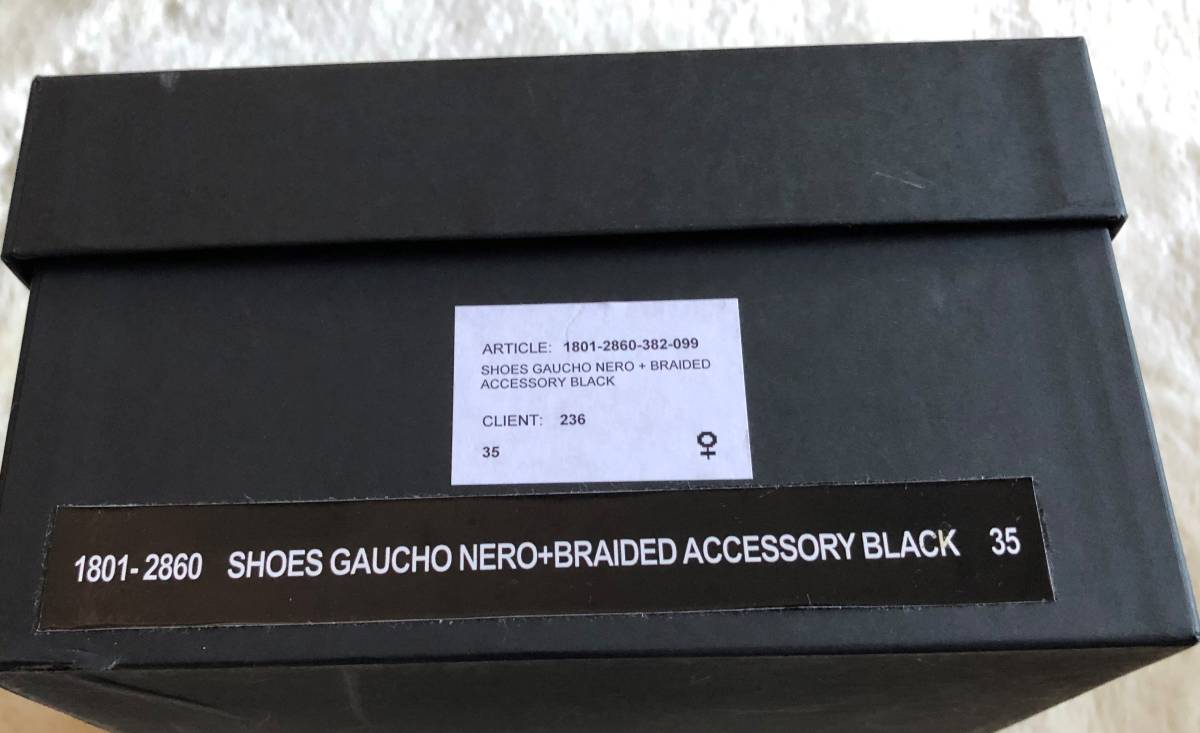 ARTICLE: 1801-2860-382-099
SHOES GAUCHO NERO + BRAIDED
ACCESSORY BLACK
CLIENT: 236
35 ♀
1801-2860 SHOES GAUCHO NERO+BRAIDED ACCESSORY BLACK 35